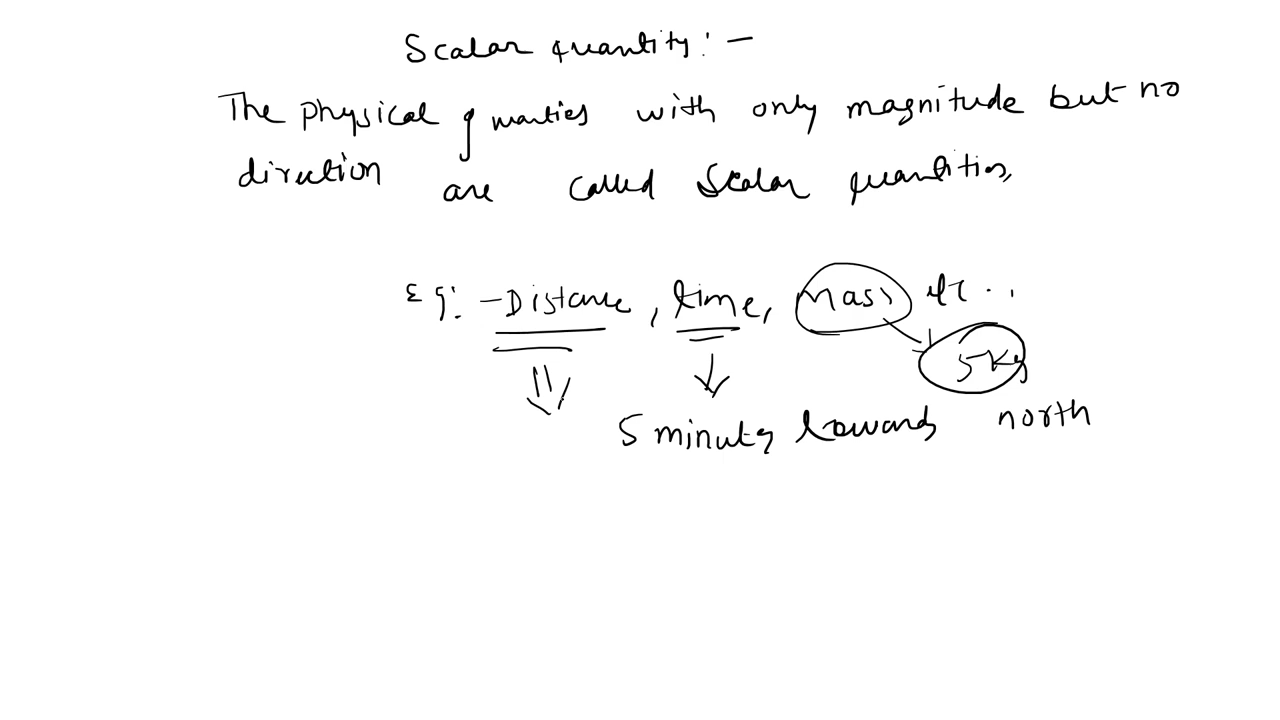 Scalar quantity: -
The physical quantities with only magnitude but no
direction are called Scalar quantities,
Eg: - Distance, time, mass etc...
5kg
5 minutes towards north